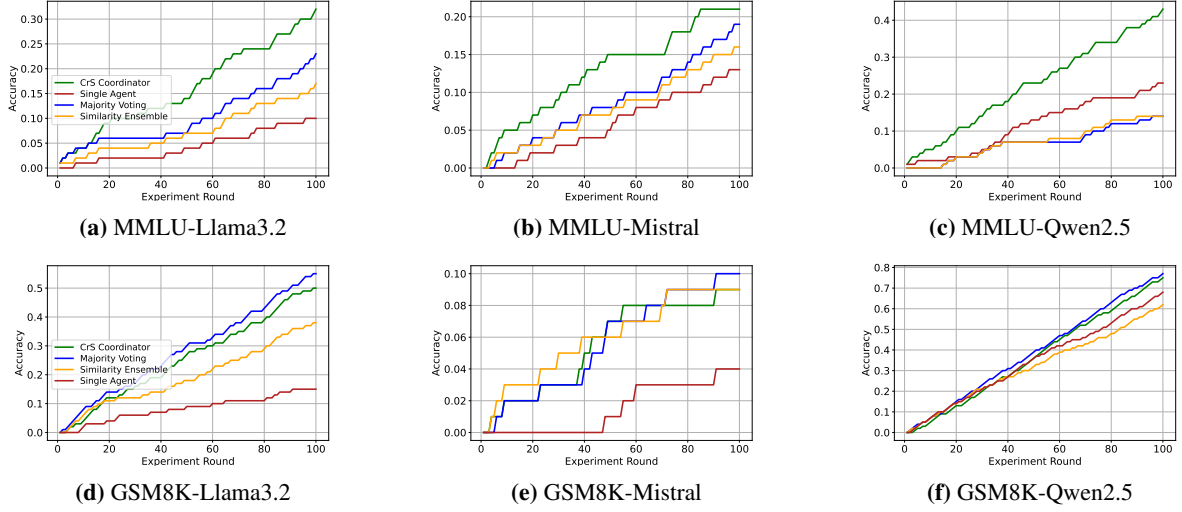 0.30
0.25
0.20
0.15
0.10
0.05
0.00
Accuracy
CrS Coordinator
Single Agent
Majority Voting
Similarity Ensemble
0 20 40 60 80 100
Experiment Round
(a) MMLU-Llama3.2
0.20
0.15
0.10
0.05
0.00
Accuracy
0 20 40 60 80 100
Experiment Round
(b) MMLU-Mistral
0.4
0.3
0.2
0.1
0.0
Accuracy
0 20 40 60 80 100
Experiment Round
(c) MMLU-Qwen2.5
0.5
0.4
0.3
0.2
0.1
0.0
Accuracy
CrS Coordinator
Majority Voting
Similarity Ensemble
Single Agent
0 20 40 60 80 100
Experiment Round
(d) GSM8K-Llama3.2
0.10
0.08
0.06
0.04
0.02
0.00
Accuracy
0 20 40 60 80 100
Experiment Round
(e) GSM8K-Mistral
0.8
0.7
0.6
0.5
0.4
0.3
0.2
0.1
0.0
Accuracy
0 20 40 60 80 100
Experiment Round
(f) GSM8K-Qwen2.5